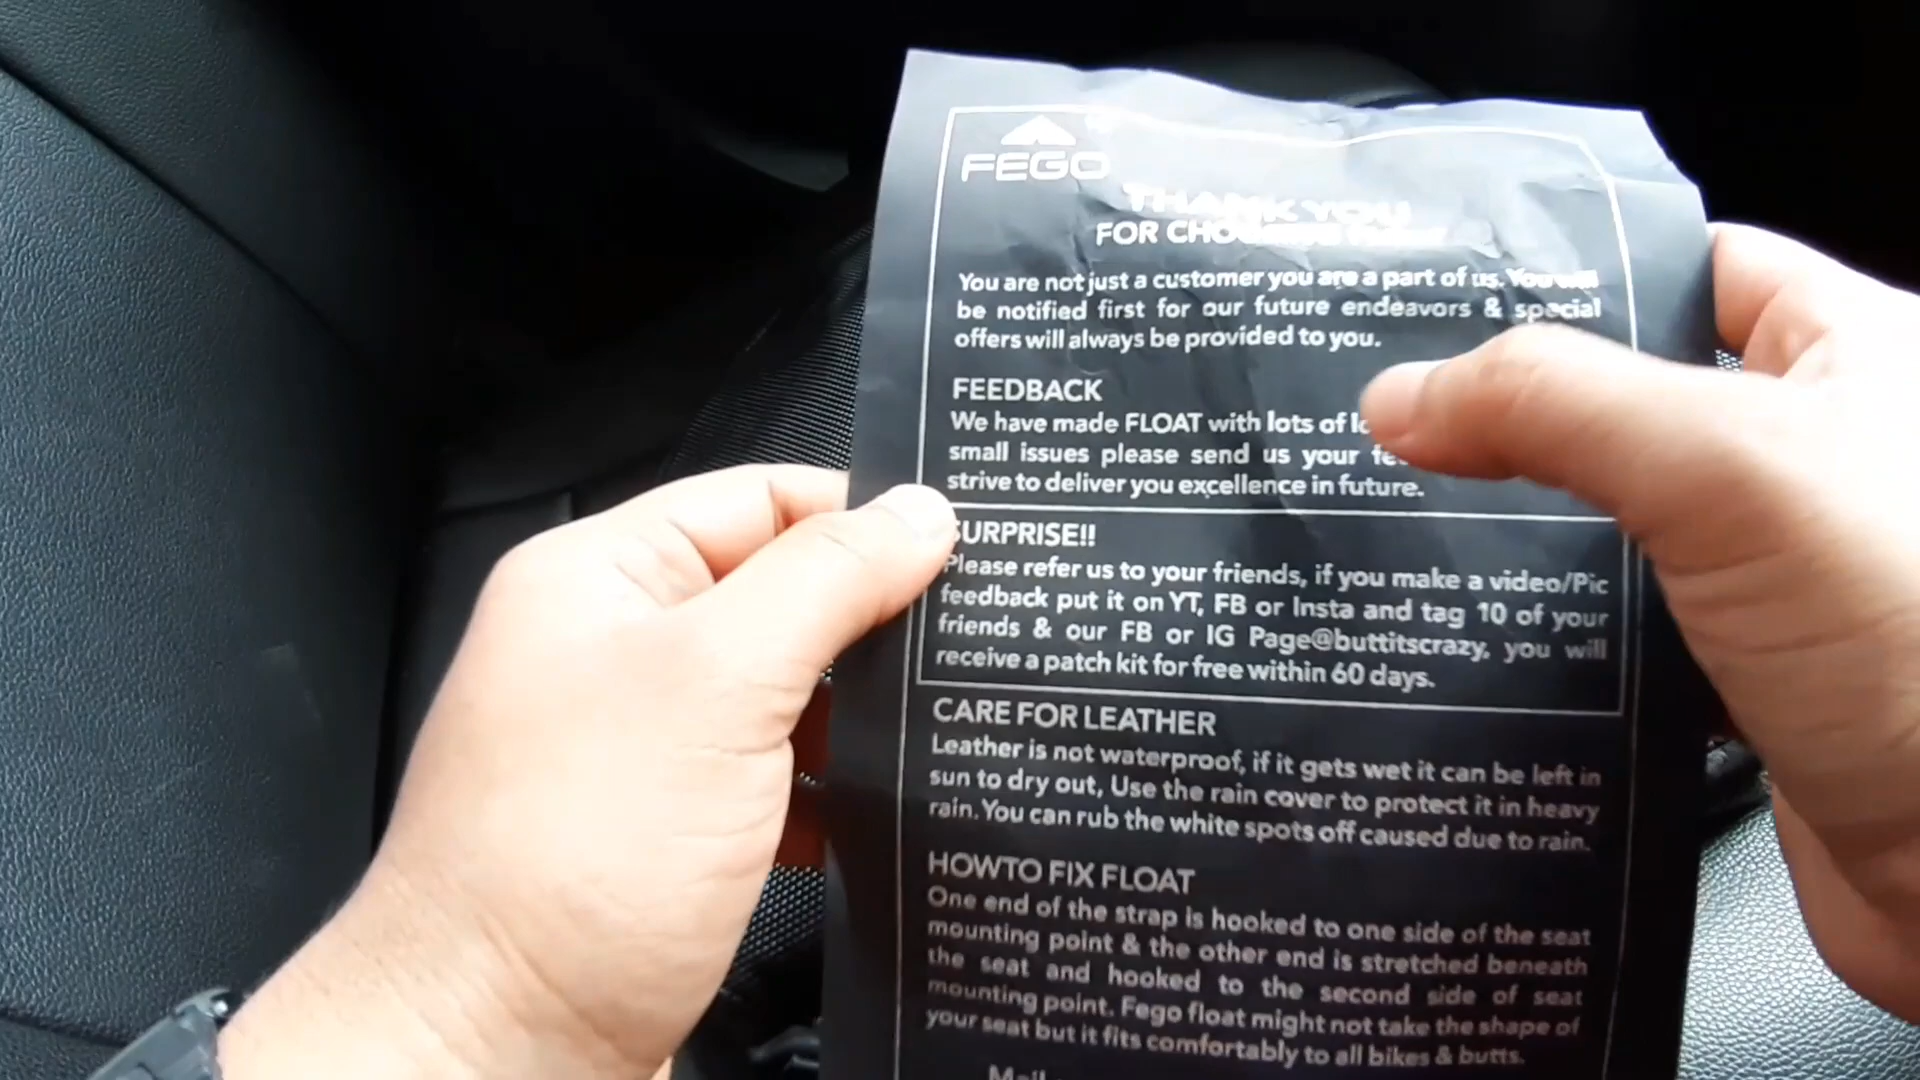 FEGO
THANK YOU
FOR
You are not just a customer you are a part of us. You will
be notified first for our future endeavors & special
offers will always be provided to you.
FEEDBACK
We have made FLOAT with lots of
small issues please send us your
strive to deliver you excellence in future.
SURPRISE!!
Please refer us to your friends, if you make a video/Pic
feedback put it on YT, FB or Insta and tag 10 of your
friends & our FB or IG Page@buttitscrazy, you will
receive a patch kit for free within 60 days.
CARE FOR LEATHER
Leather is not waterproof, if it gets wet it can be left in
sun to dry out, Use the rain cover to protect it in heavy
rain. You can rub the white spots off caused due to rain.
HOW TO FIX FLOAT
One end of the strap is hooked to one side of the seat
mounting point & the other end is stretched beneath
the seat and hooked to the second side of seat
mounting point. Fego float might not take the shape of
your seat but it fits comfortably to all bikes & butts.